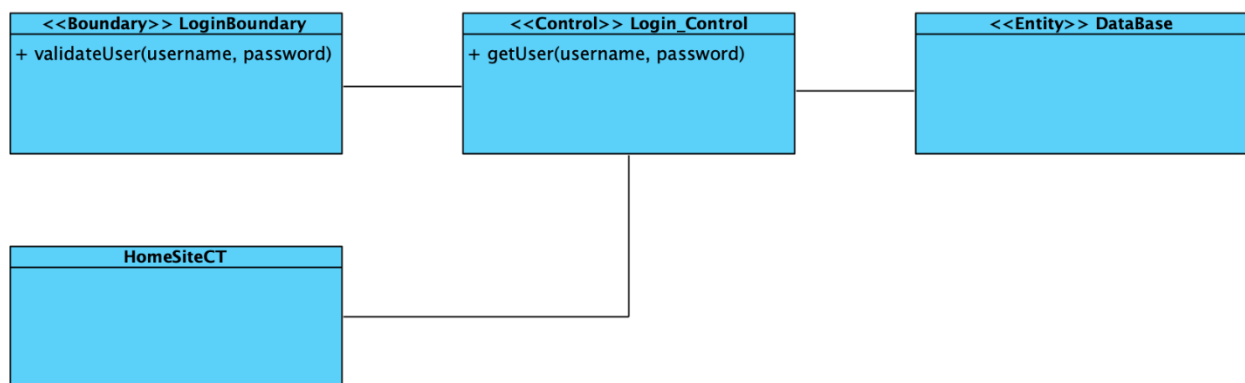 <<Boundary>> LoginBoundary
+ validateUser(username, password)
<<Control>> Login_Control
+ getUser(username, password)
<<Entity>> DataBase
HomeSiteCT